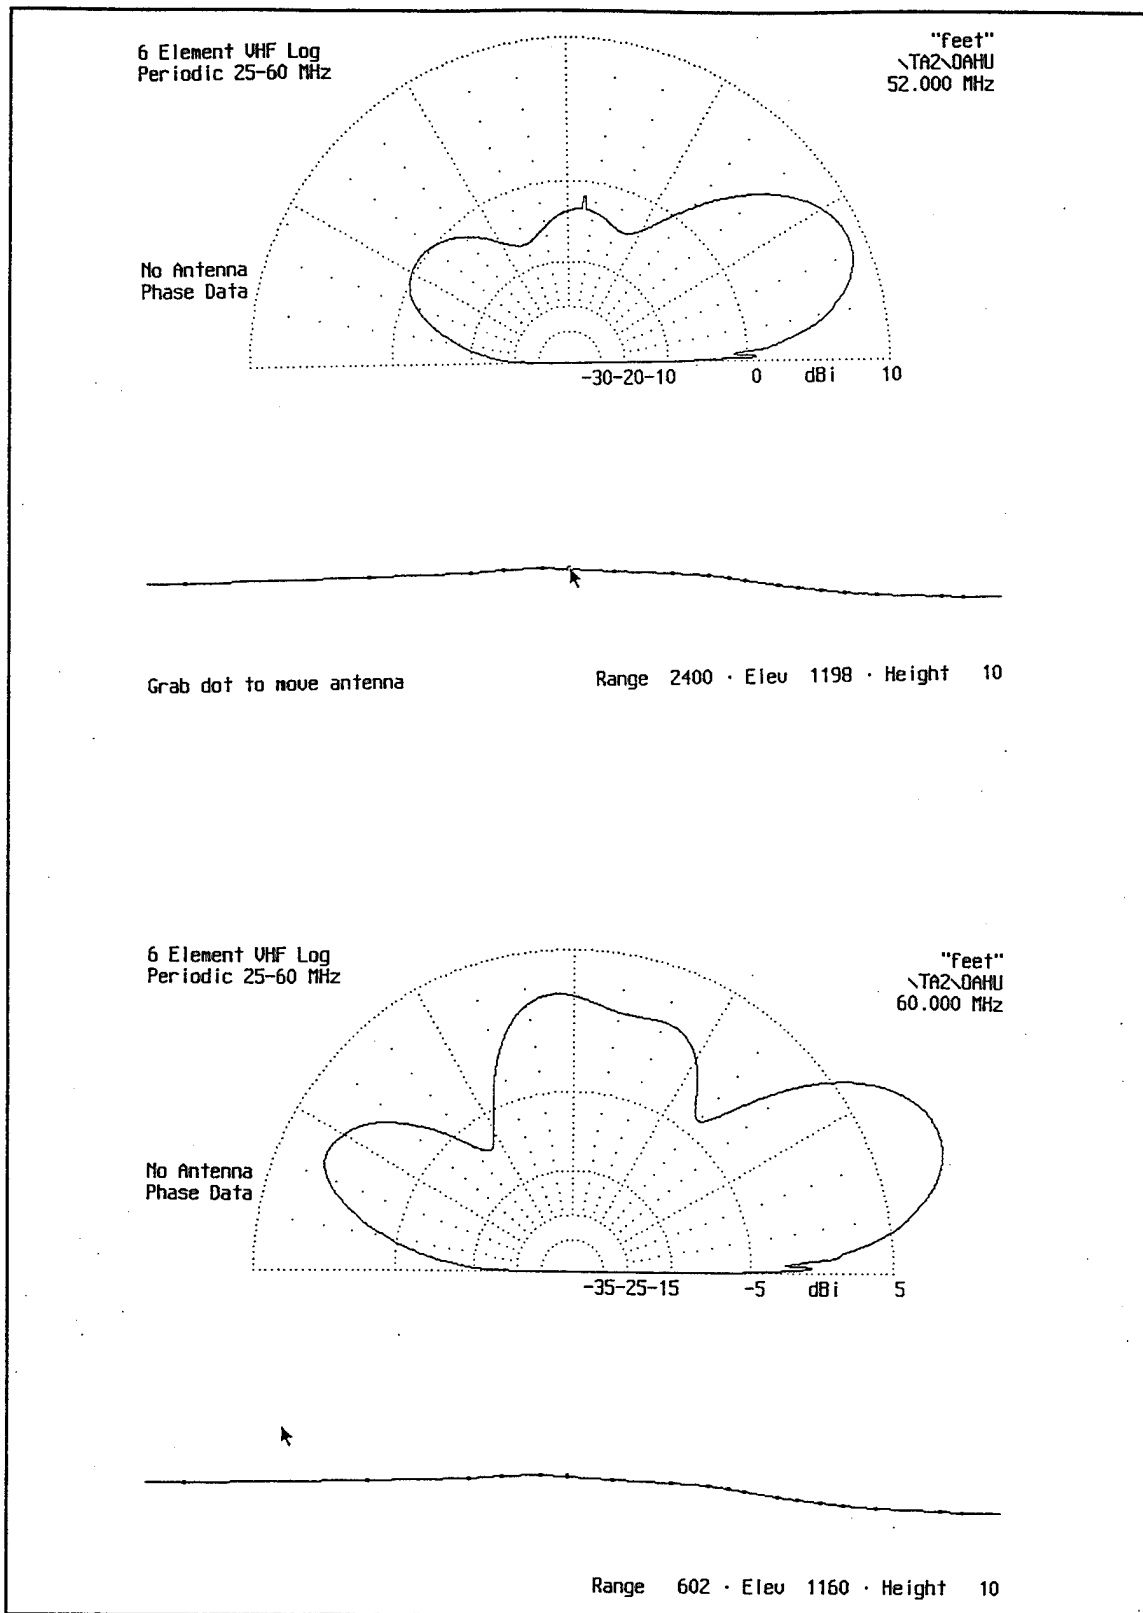 6 Element VHF Log
Periodic 25-60 MHz
"feet"
\TA2\OAHU
52.000 MHz
No Antenna
Phase Data
-30-20-10 0 dBi 10
Grab dot to move antenna
Range 2400 · Elev 1198 · Height 10
6 Element VHF Log
Periodic 25-60 MHz
"feet"
\TA2\OAHU
60.000 MHz
No Antenna
Phase Data
-35-25-15 -5 dBi 5
Range 602 · Elev 1160 · Height 10